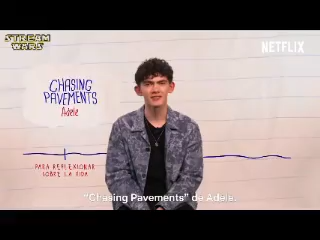 STREAM
WARS
NETFLIX
CHASING
PAVEMENTS
Adele
PARA REFLEXIONAR
SOBRE LA VIDA
"Chasing Pavements" de Adele.